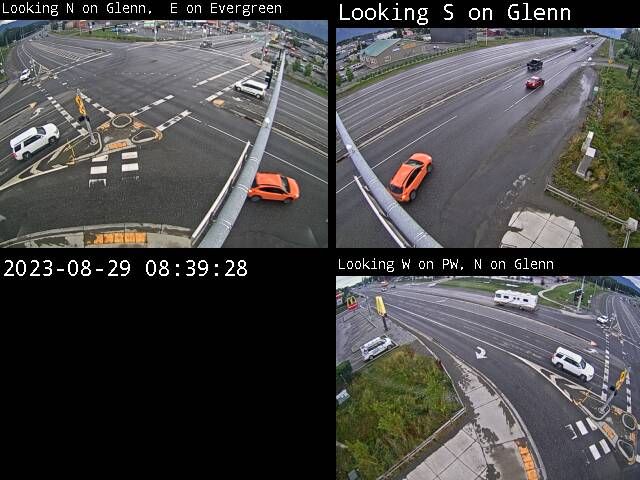 Looking N on Glenn,  E on Evergreen
Looking S on Glenn
2023-08-29 08:39:28
Looking W on PW, N on Glenn